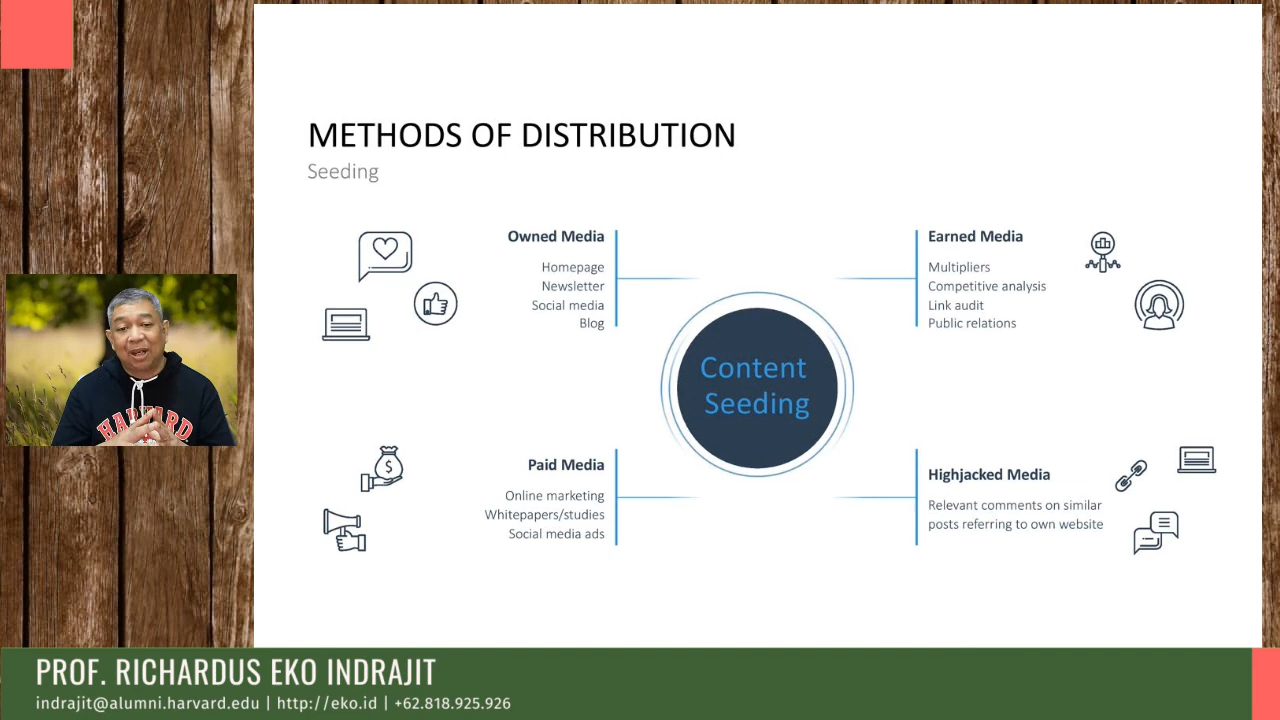 METHODS OF DISTRIBUTION
Seeding
Owned Media
Homepage
Newsletter
Social media
Blog
Earned Media
Multipliers
Competitive analysis
Link audit
Public relations
Content
Seeding
Paid Media
Online marketing
Whitepapers/studies
Social media ads
Highjacked Media
Relevant comments on similar
posts referring to own website
HARVARD
$
PROF. RICHARDUS EKO INDRAJIT
indrajit@alumni.harvard.edu | http://eko.id | +62.818.925.926